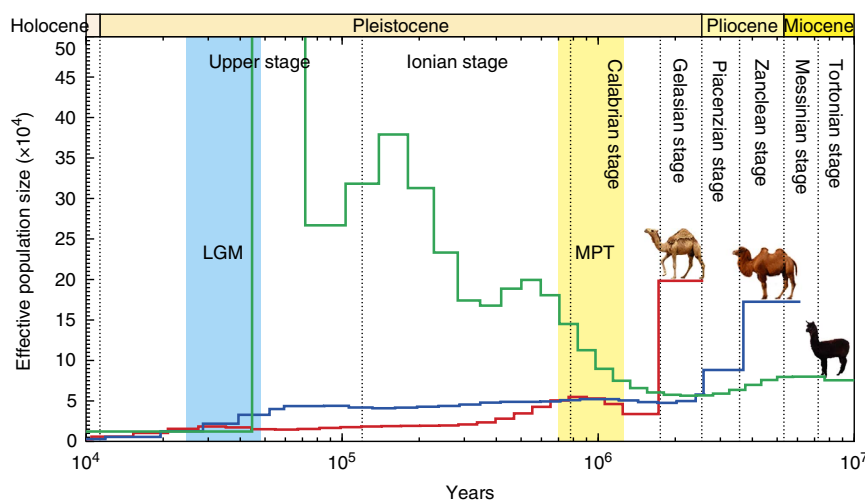 Holocene Pleistocene Pliocene Miocene
Effective population size (×10⁴)
50
45
40
35
30
25
20
15
10
5
0
Upper stage
Ionian stage
Calabrian stage
Gelasian stage
Piacenzian stage
Zanclean stage
Messinian stage
Tortonian stage
LGM
MPT
10⁴ 10⁵ 10⁶ 10⁷
Years